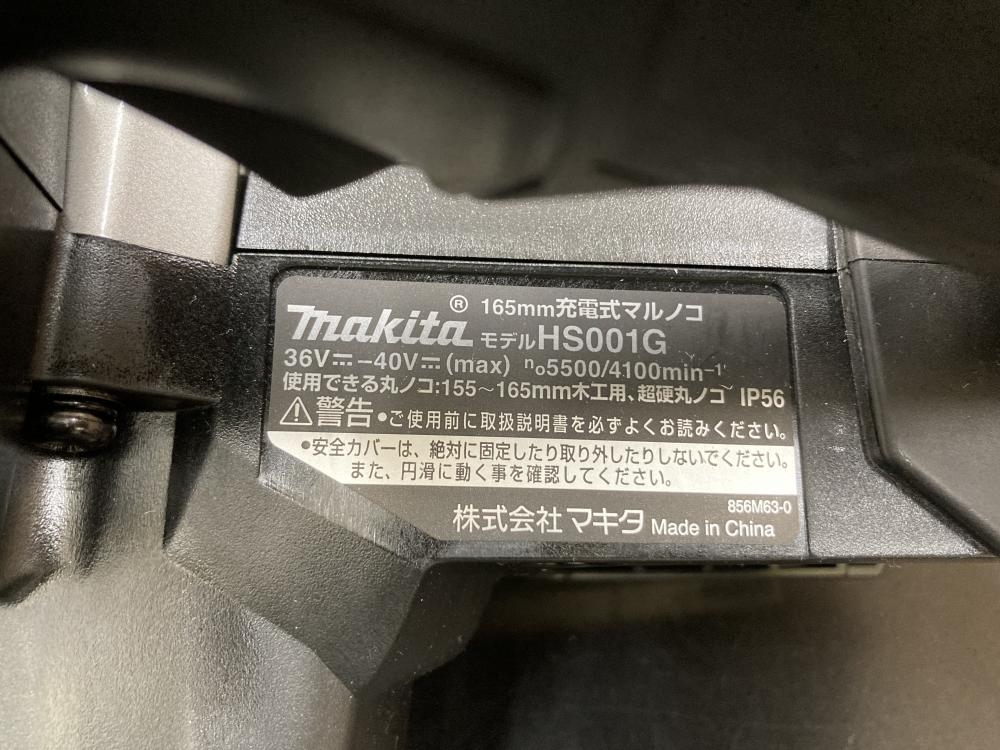 makita® 165mm充電式マルノコ
モデルHS001G
36V⎓-40V⎓(max) n₀5500/4100min⁻¹
使用できる丸ノコ:155～165mm木工用、超硬丸ノコ IP56
⚠警告 •ご使用前に取扱説明書を必ずよくお読みください。
•安全カバーは、絶対に固定したり取り外したりしないでください。
また、円滑に動く事を確認してください。
856M63-0
株式会社マキタ Made in China